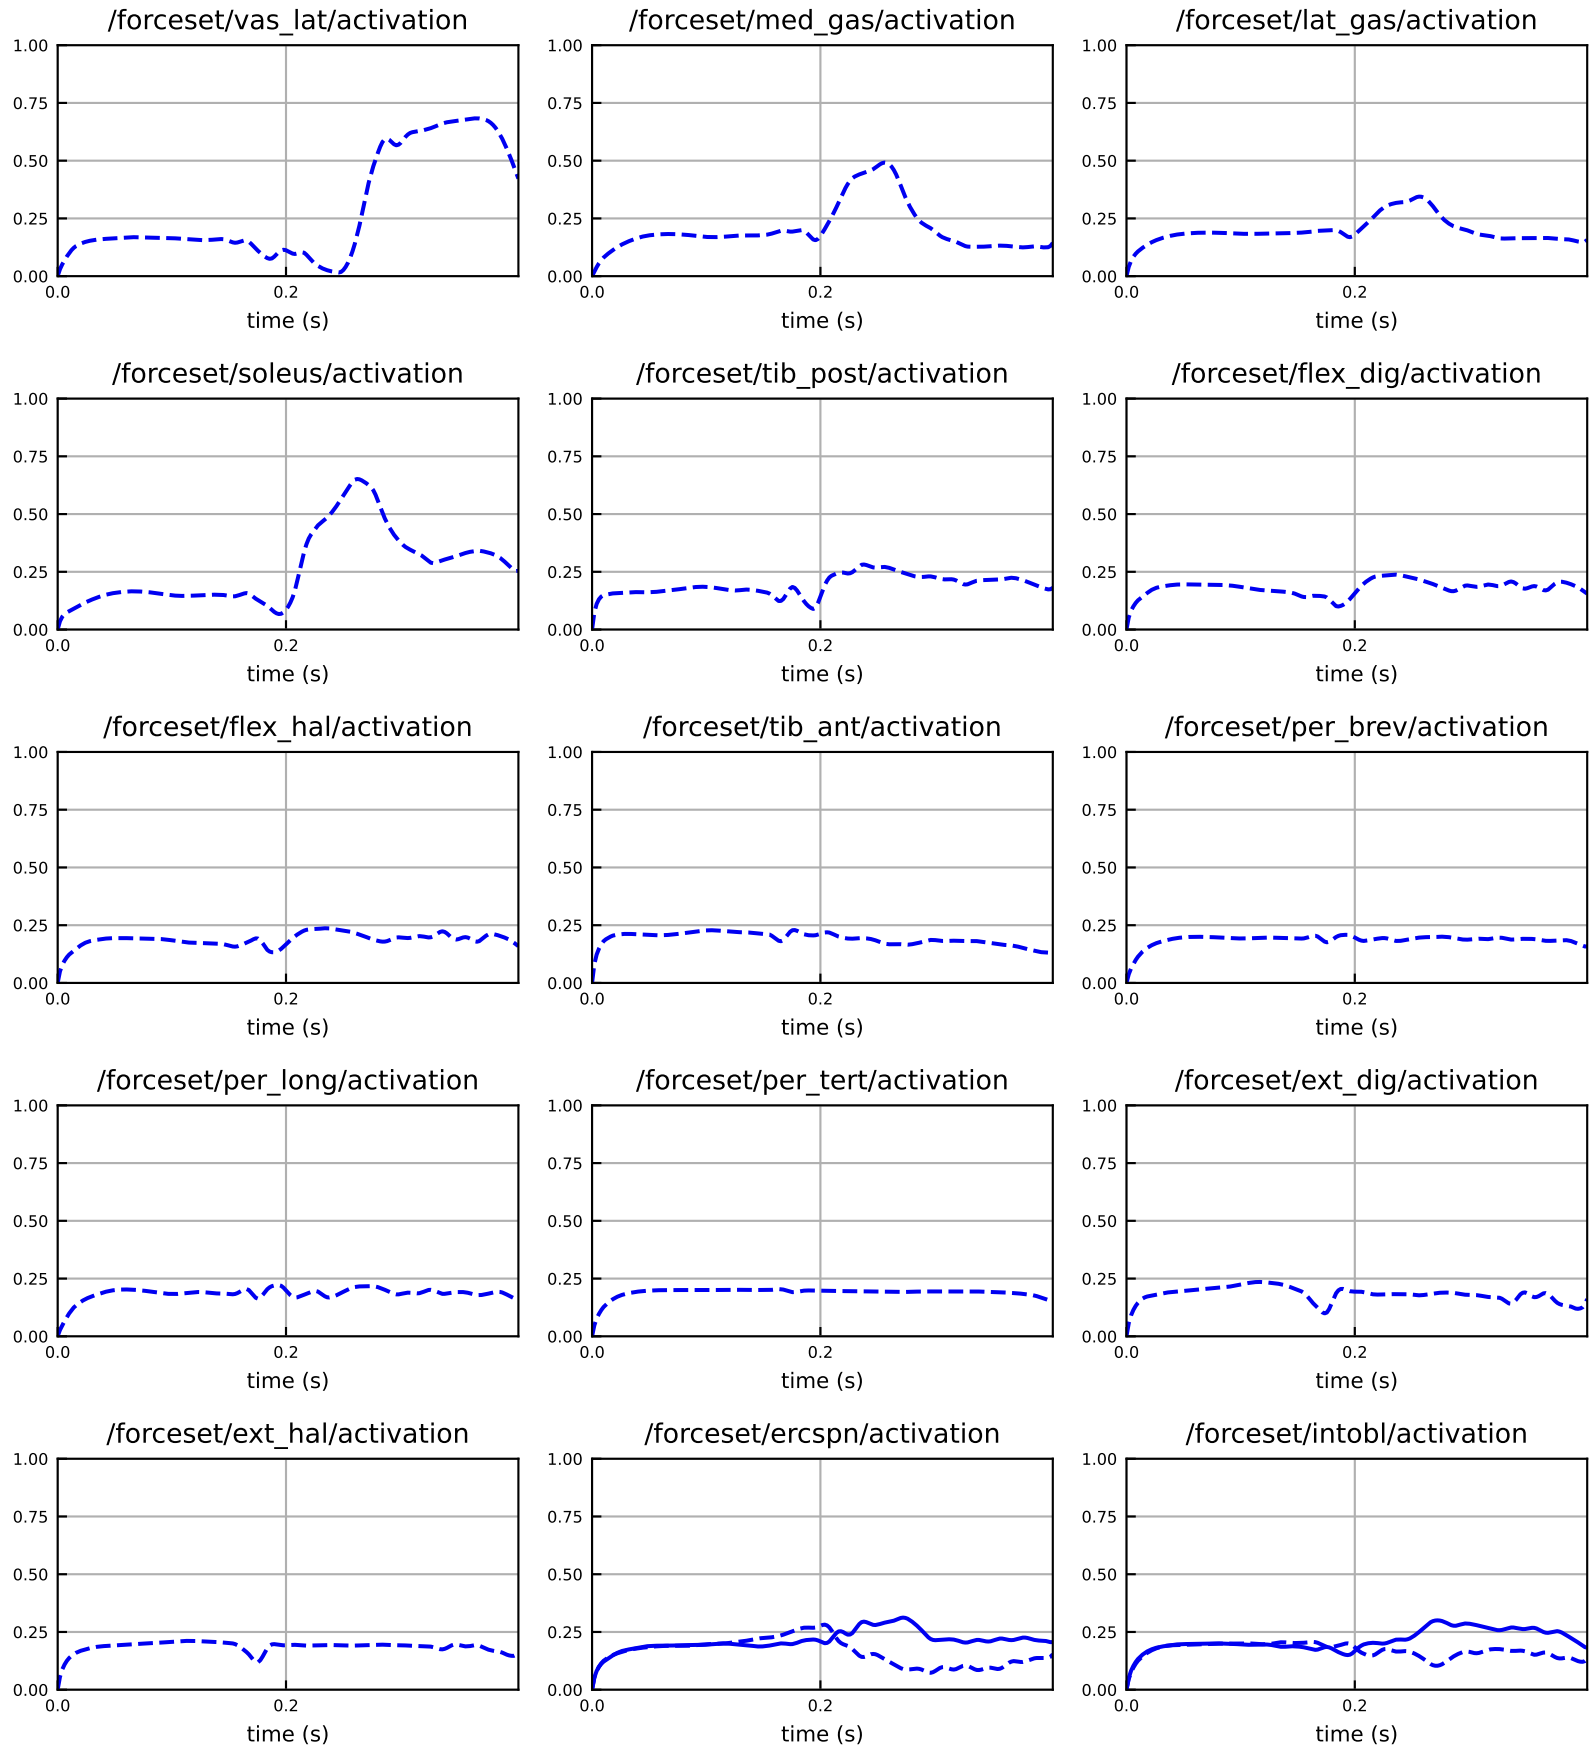 /forceset/vas_lat/activation /forceset/med_gas/activation /forceset/lat_gas/activation
1.00 1.00 1.00
0.75 0.75 0.75
0.50 0.50 0.50
0.25 0.25 0.25
0.00 0.00 0.00
0.0 0.2 0.0 0.2 0.0 0.2
time (s) time (s) time (s)
/forceset/soleus/activation /forceset/tib_post/activation /forceset/flex_dig/activation
1.00 1.00 1.00
0.75 0.75 0.75
0.50 0.50 0.50
0.25 0.25 0.25
0.00 0.00 0.00
0.0 0.2 0.0 0.2 0.0 0.2
time (s) time (s) time (s)
/forceset/flex_hal/activation /forceset/tib_ant/activation /forceset/per_brev/activation
1.00 1.00 1.00
0.75 0.75 0.75
0.50 0.50 0.50
0.25 0.25 0.25
0.00 0.00 0.00
0.0 0.2 0.0 0.2 0.0 0.2
time (s) time (s) time (s)
/forceset/per_long/activation /forceset/per_tert/activation /forceset/ext_dig/activation
1.00 1.00 1.00
0.75 0.75 0.75
0.50 0.50 0.50
0.25 0.25 0.25
0.00 0.00 0.00
0.0 0.2 0.0 0.2 0.0 0.2
time (s) time (s) time (s)
/forceset/ext_hal/activation /forceset/ercspn/activation /forceset/intobl/activation
1.00 1.00 1.00
0.75 0.75 0.75
0.50 0.50 0.50
0.25 0.25 0.25
0.00 0.00 0.00
0.0 0.2 0.0 0.2 0.0 0.2
time (s) time (s) time (s)